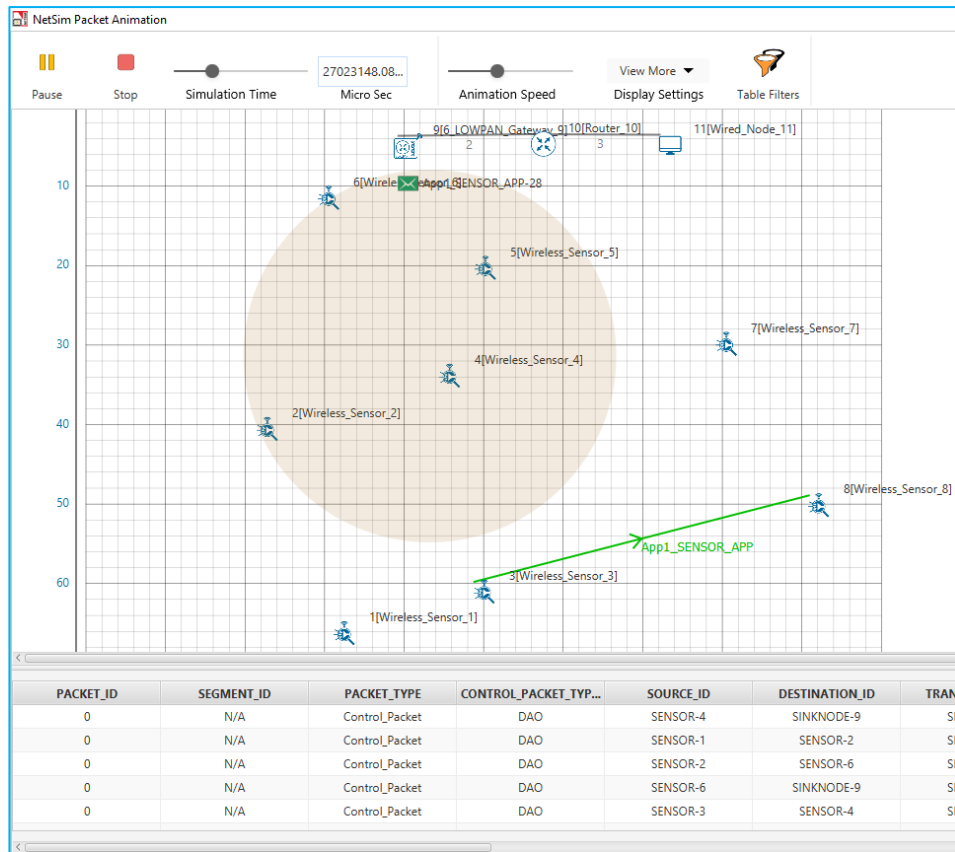 NetSim Packet Animation
27023148.08...
View More
Pause
Stop
Simulation Time
Micro Sec
Animation Speed
Display Settings
Table Filters
9[6_LOWPAN_Gateway_9]
10[Router_10]
11[Wired_Node_11]
2
3
10
6[Wireless_Sensor_6]
App1_SENSOR_APP-28
5[Wireless_Sensor_5]
20
7[Wireless_Sensor_7]
30
4[Wireless_Sensor_4]
2[Wireless_Sensor_2]
40
8[Wireless_Sensor_8]
50
App1_SENSOR_APP
3[Wireless_Sensor_3]
60
1[Wireless_Sensor_1]
PACKET_ID SEGMENT_ID PACKET_TYPE CONTROL_PACKET_TYP... SOURCE_ID DESTINATION_ID TRAN
0 N/A Control_Packet DAO SENSOR-4 SINKNODE-9
0 N/A Control_Packet DAO SENSOR-1 SENSOR-2
0 N/A Control_Packet DAO SENSOR-2 SENSOR-6
0 N/A Control_Packet DAO SENSOR-6 SINKNODE-9
0 N/A Control_Packet DAO SENSOR-3 SENSOR-4